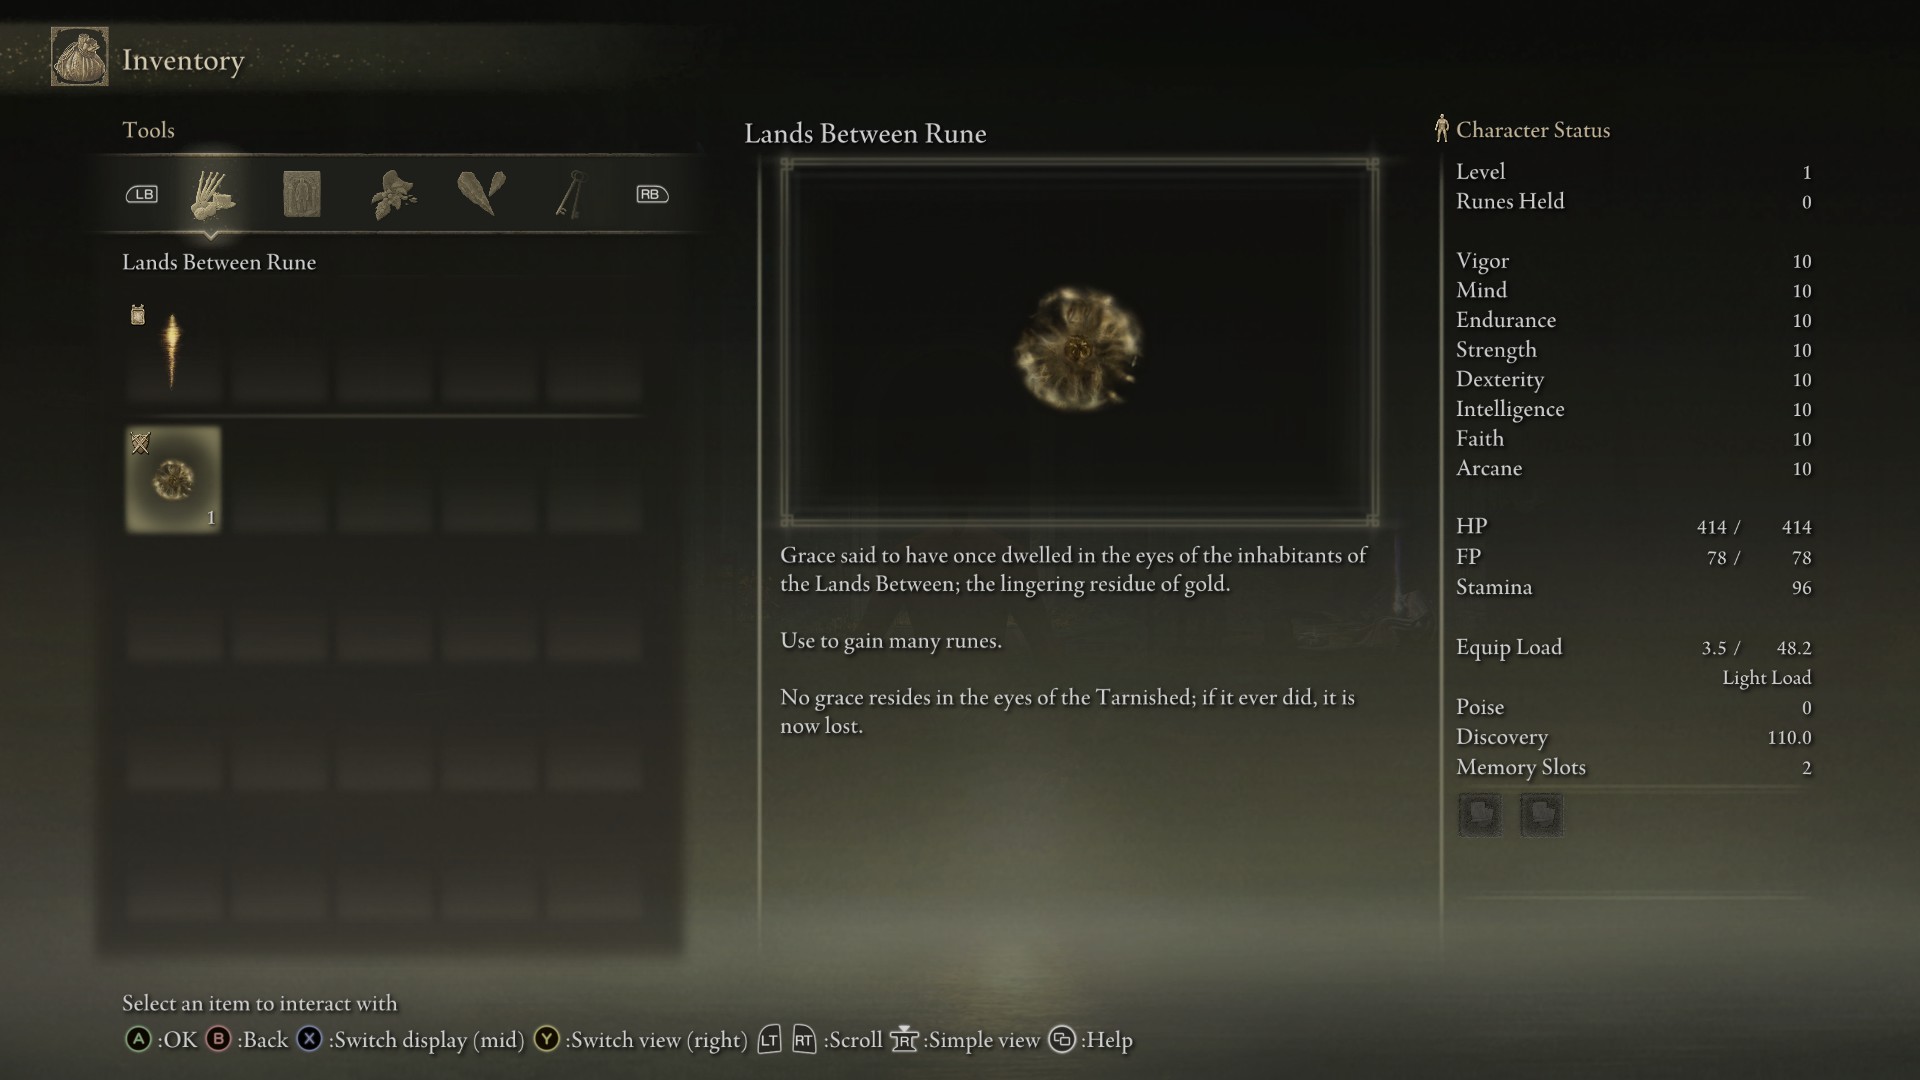 Inventory
Tools
LB
RB
Lands Between Rune
1
Lands Between Rune
Grace said to have once dwelled in the eyes of the inhabitants of
the Lands Between; the lingering residue of gold.
Use to gain many runes.
No grace resides in the eyes of the Tarnished; if it ever did, it is
now lost.
Character Status
Level 1
Runes Held 0
Vigor 10
Mind 10
Endurance 10
Strength 10
Dexterity 10
Intelligence 10
Faith 10
Arcane 10
HP 414 / 414
FP 78 / 78
Stamina 96
Equip Load 3.5 / 48.2
Light Load
Poise 0
Discovery 110.0
Memory Slots 2
Select an item to interact with
A :OK B :Back X :Switch display (mid) Y :Switch view (right) LT RT :Scroll R :Simple view :Help